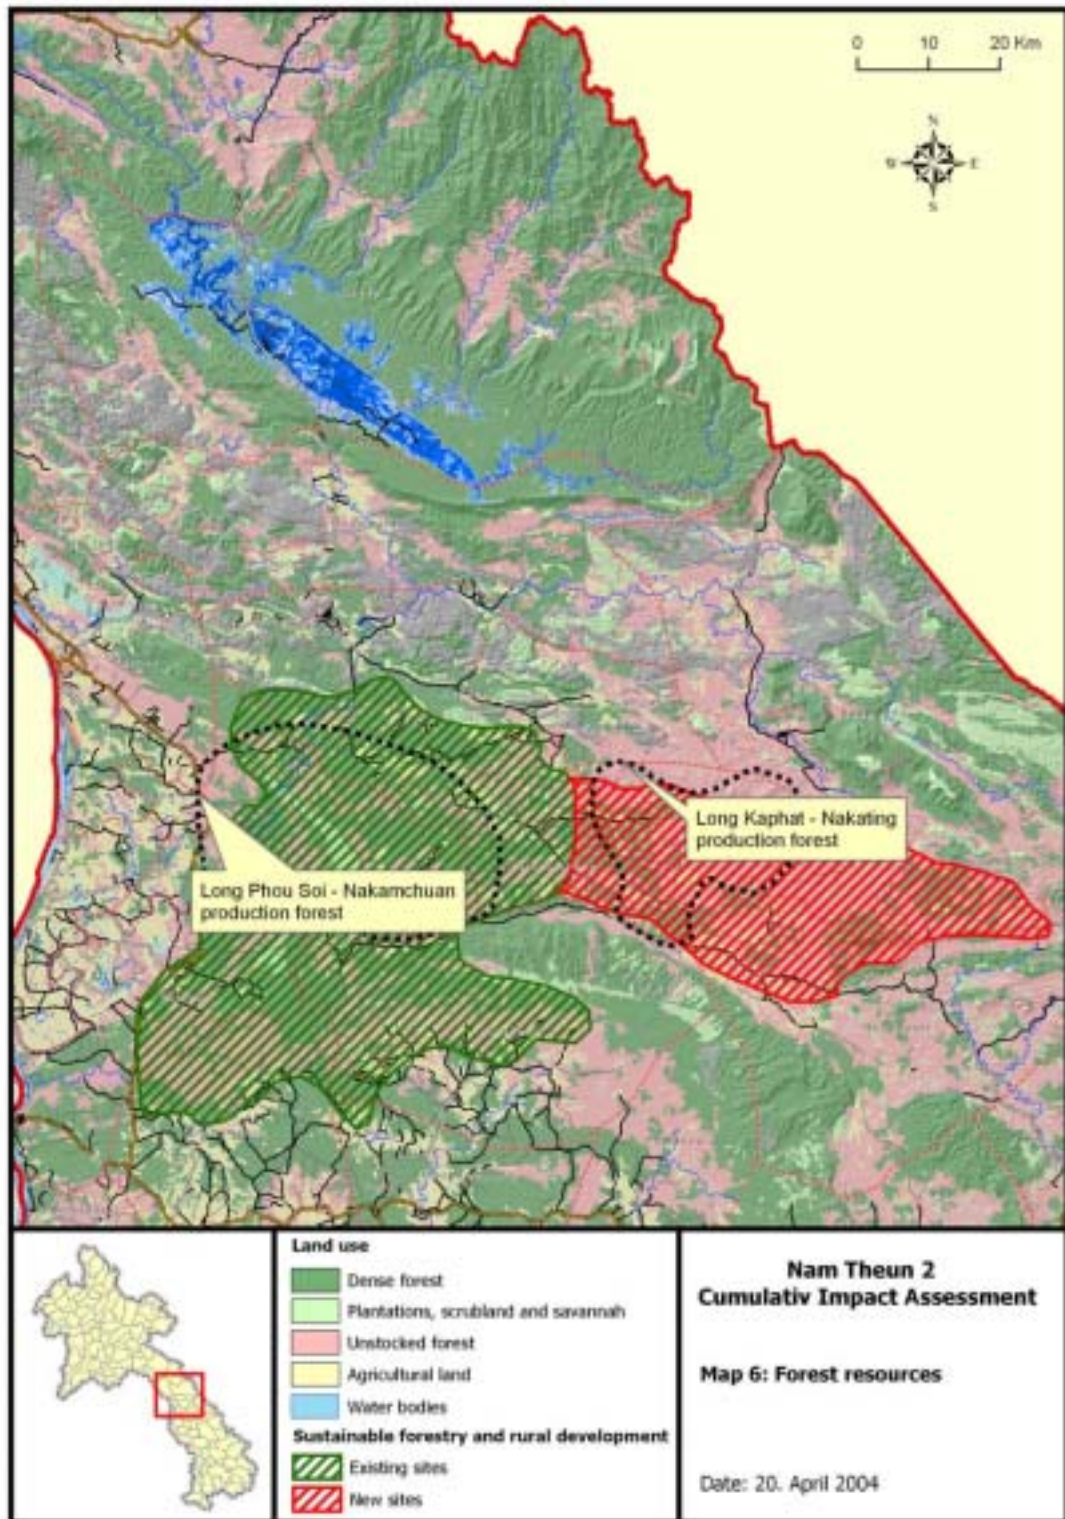 0 10 20 Km
N
W E
S
Long Kaphat - Nakating
production forest
Long Phou Soi - Nakamchuan
production forest
Land use
Dense forest
Plantations, scrubland and savannah
Unstocked forest
Agricultural land
Water bodies
Sustainable forestry and rural development
Existing sites
New sites
Nam Theun 2
Cumulativ Impact Assessment
Map 6: Forest resources
Date: 20. April 2004